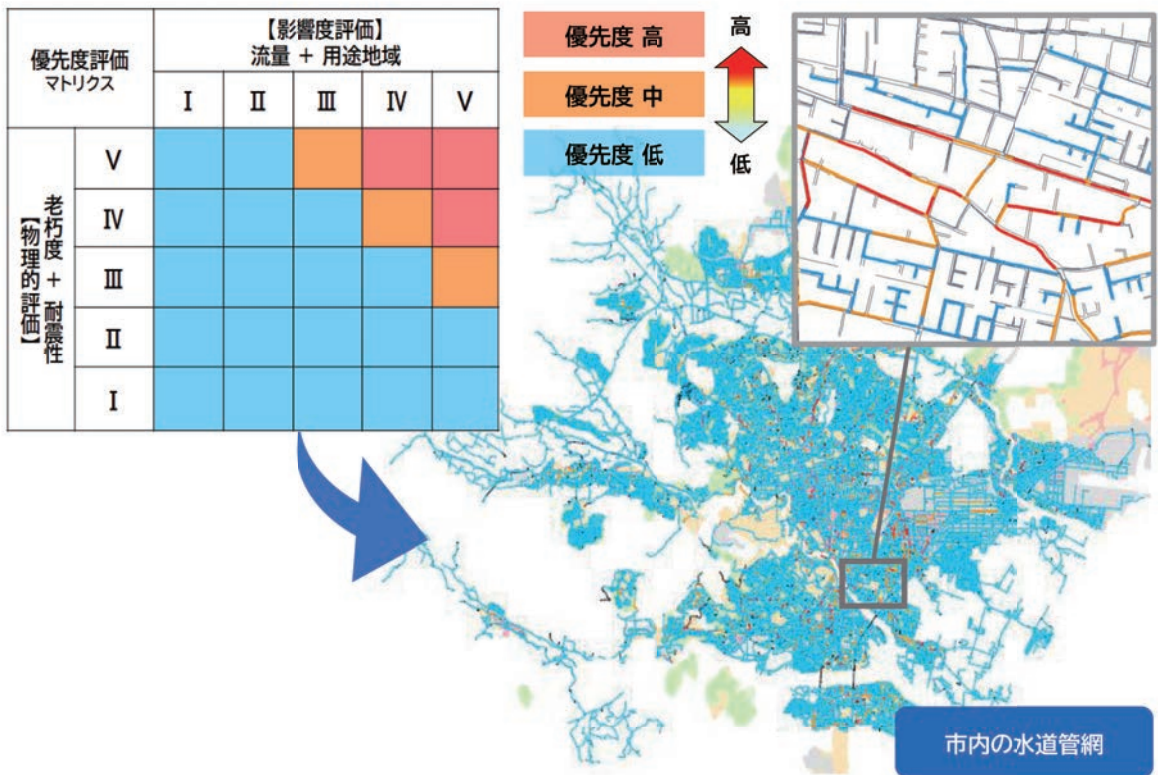 優先度評価
マトリクス
【影響度評価】
流量 + 用途地域
Ⅰ Ⅱ Ⅲ Ⅳ Ⅴ
【物理的評価】
老朽度 + 耐震性
Ⅴ
Ⅳ
Ⅲ
Ⅱ
Ⅰ
優先度 高
優先度 中
優先度 低
高
低
市内の水道管網